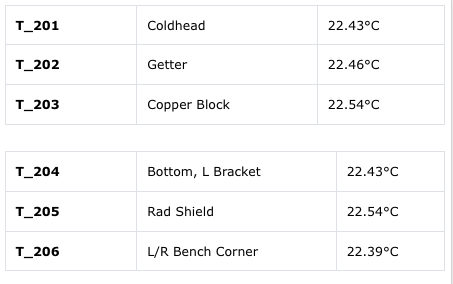 T_201 Coldhead 22.43°C
T_202 Getter 22.46°C
T_203 Copper Block 22.54°C
T_204 Bottom, L Bracket 22.43°C
T_205 Rad Shield 22.54°C
T_206 L/R Bench Corner 22.39°C